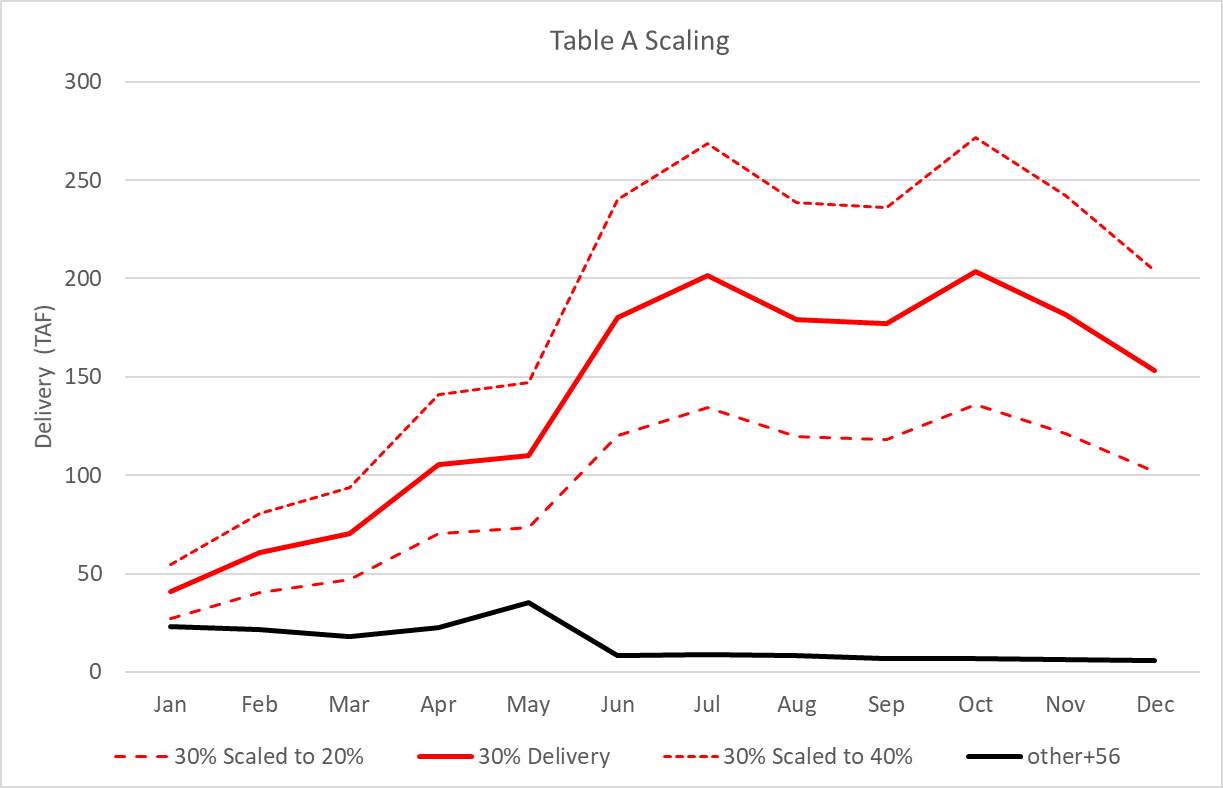 Table A Scaling
300
250
200
150
100
50
0
Delivery (TAF)
Jan Feb Mar Apr May Jun Jul Aug Sep Oct Nov Dec
30% Scaled to 20% 30% Delivery 30% Scaled to 40% other+56